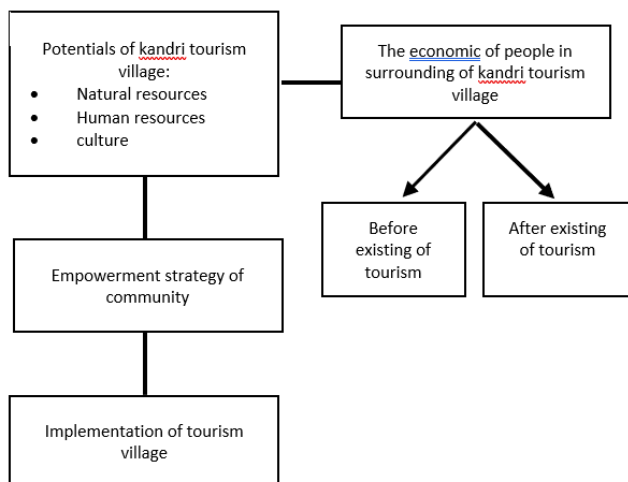 Potentials of kandri tourism
village:
• Natural resources
• Human resources
• culture
The economic of people in
surrounding of kandri tourism
village
Before
existing of
tourism
After existing
of tourism
Empowerment strategy of
community
Implementation of tourism
village